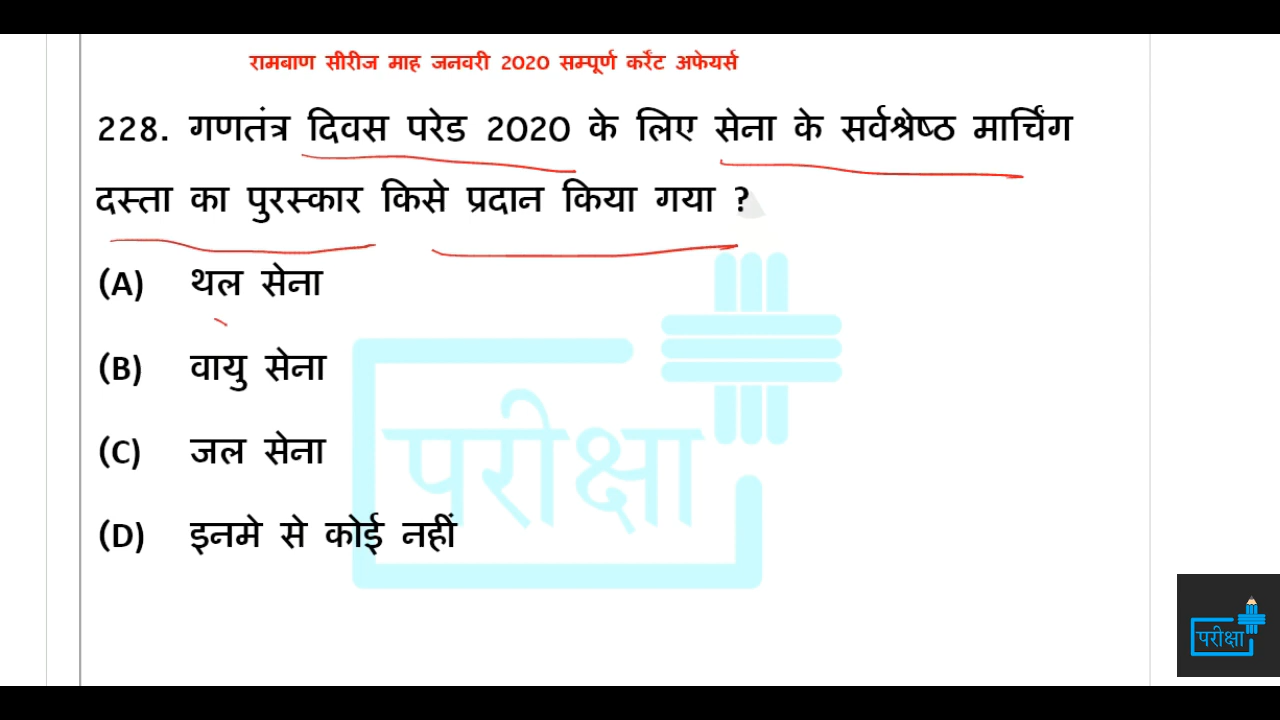 रामबाण सीरीज माह जनवरी 2020 सम्पूर्ण करेंट अफेयर्स
228. गणतंत्र दिवस परेड 2020 के लिए सेना के सर्वश्रेष्ठ मार्चिंग
दस्ता का पुरस्कार किसे प्रदान किया गया ?
(A) थल सेना
(B) वायु सेना
(C) जल सेना
(D) इनमे से कोई नहीं
परीक्षा
परीक्षा